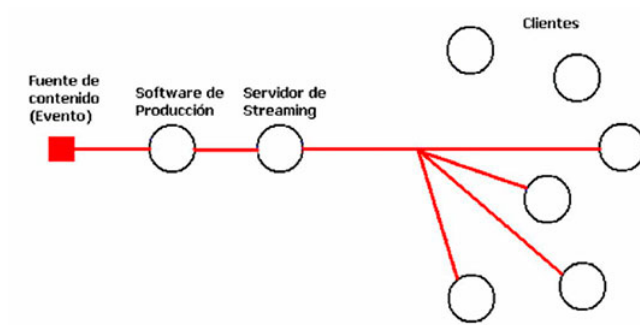 Clientes
Fuente de
contenido
(Evento)
Software de
Producción
Servidor de
Streaming